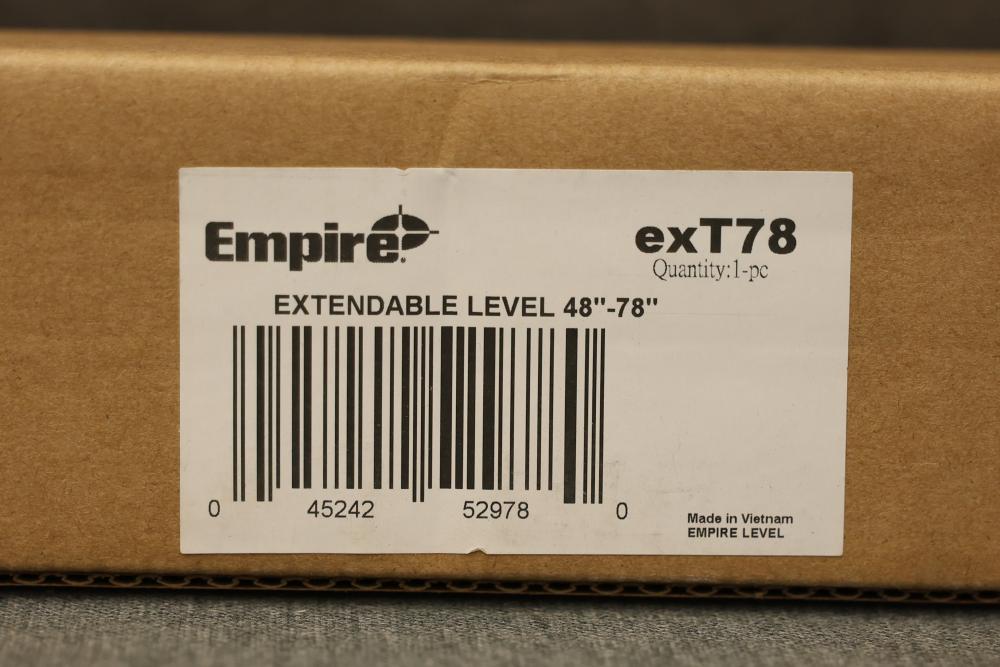 Empire®
exT78
Quantity:1-pc
EXTENDABLE LEVEL 48"-78"
0 45242 52978 0
Made in Vietnam
EMPIRE LEVEL